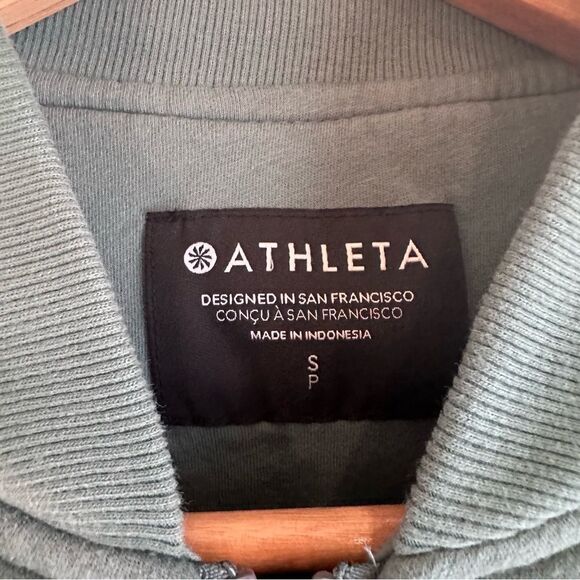 ATHLETA
DESIGNED IN SAN FRANCISCO
CONÇU À SAN FRANCISCO
MADE IN INDONESIA
S
P